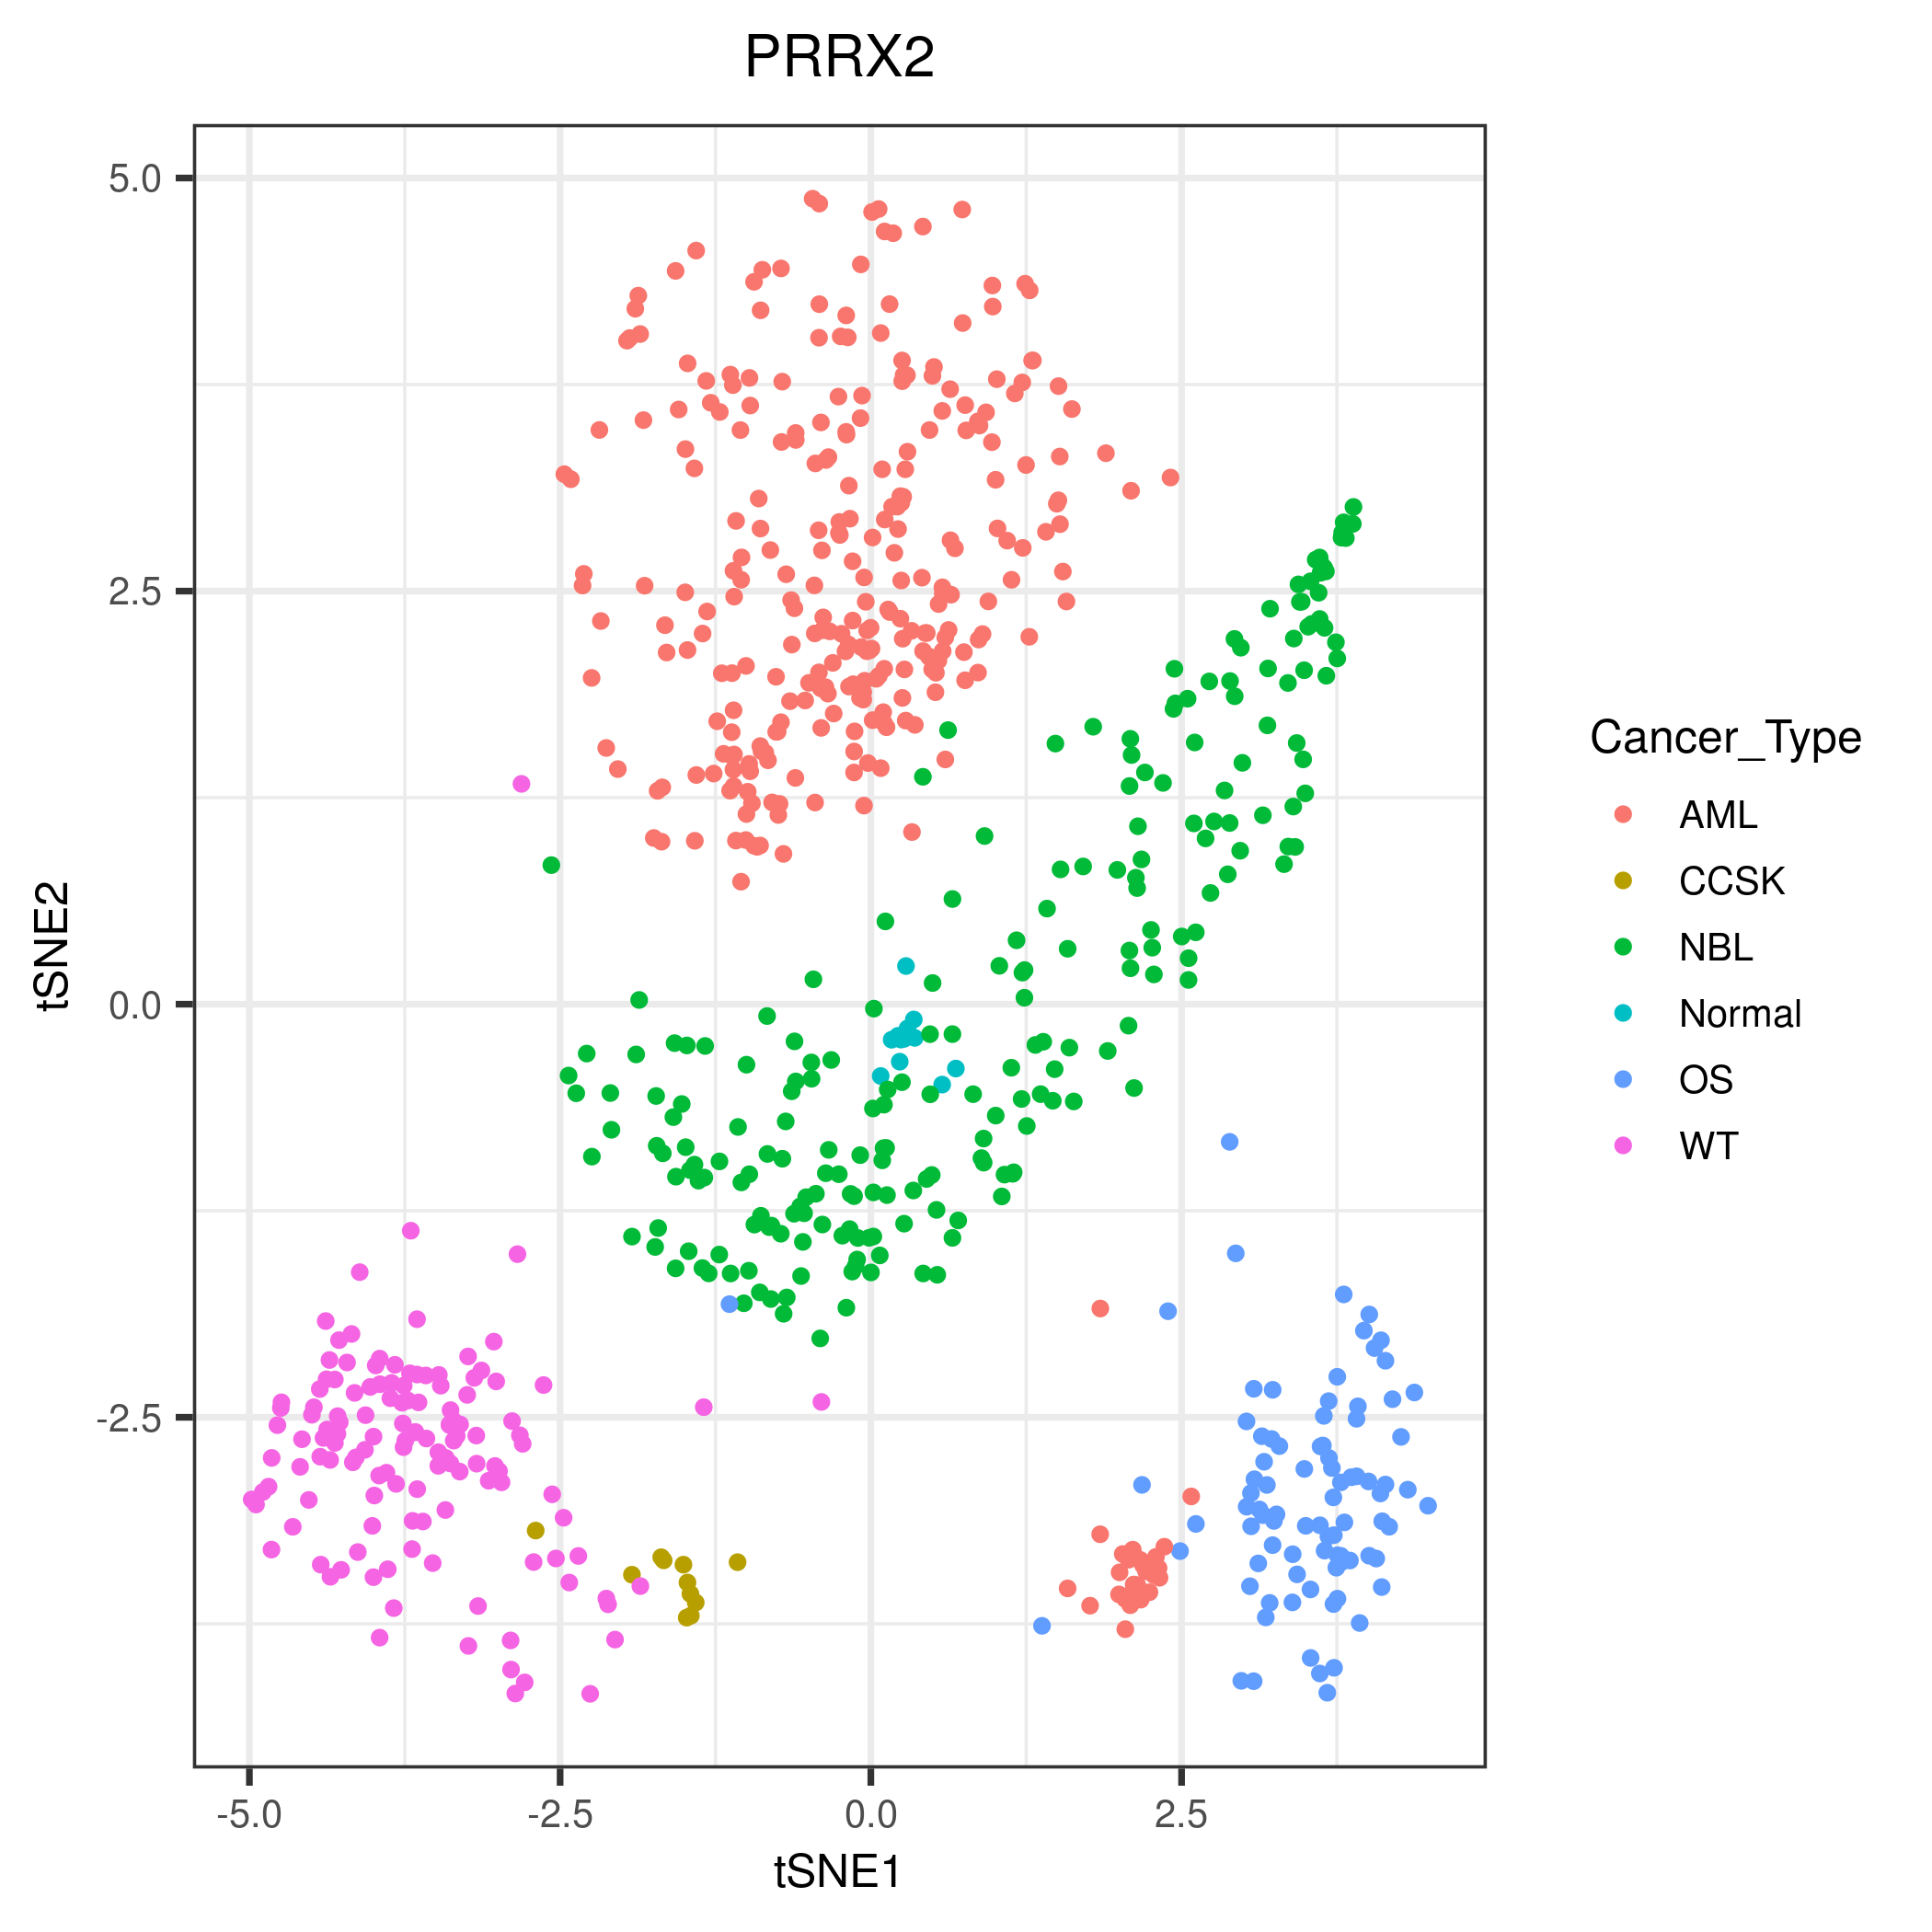 PRRX2
5.0
2.5
0.0
-2.5
tSNE2
-5.0 -2.5 0.0 2.5
tSNE1
Cancer_Type
AML
CCSK
NBL
Normal
OS
WT